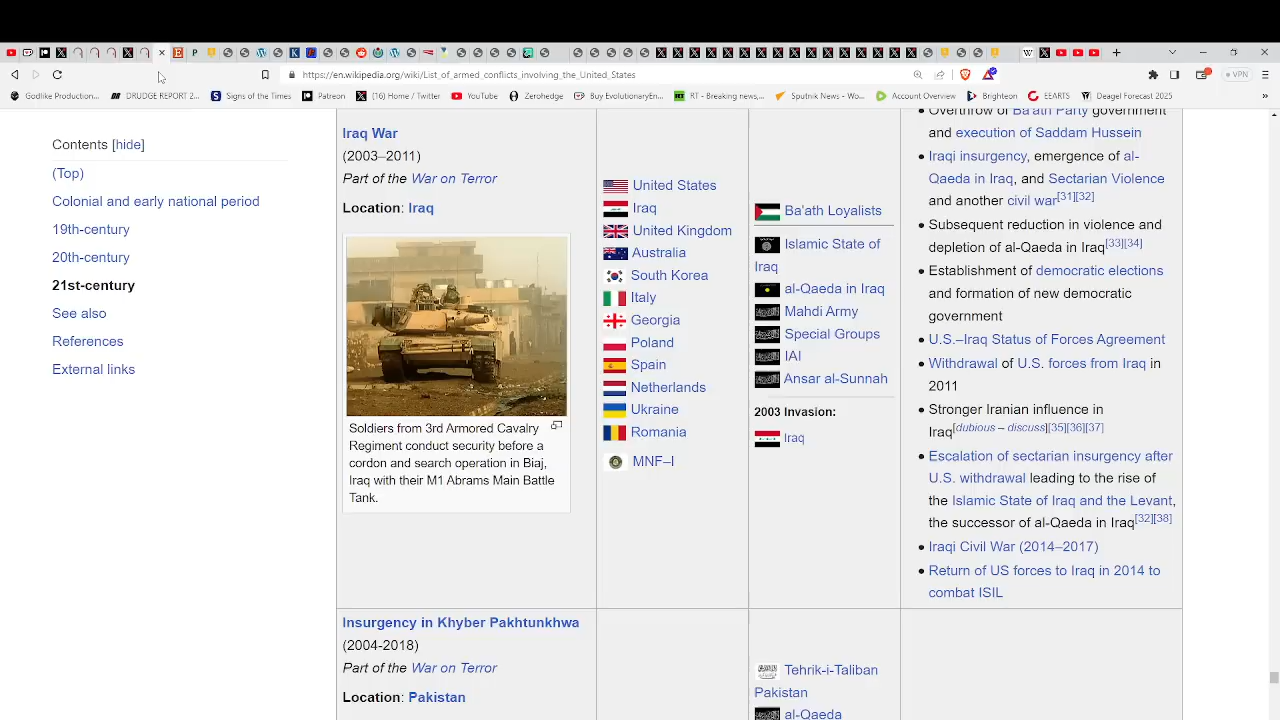 https://en.wikipedia.org/wiki/List_of_armed_conflicts_involving_the_United_States
VPN
Godlike Production...
DRUDGE REPORT 2...
Signs of the Times
Patreon
(16) Home / Twitter
YouTube
Zerohedge
Buy EvolutionaryEn...
RT - Breaking news,...
Sputnik News - Wo...
Account Overview
Brighteon
EEARTS
Deagel Forecast 2025
»
Contents [hide]
(Top)
Colonial and early national period
19th-century
20th-century
21st-century
See also
References
External links
Iraq War
(2003–2011)
Part of the War on Terror
Location: Iraq
Soldiers from 3rd Armored Cavalry
Regiment conduct security before a
cordon and search operation in Biaj,
Iraq with their M1 Abrams Main Battle
Tank.
United States
Iraq
United Kingdom
Australia
South Korea
Italy
Georgia
Poland
Spain
Netherlands
Ukraine
Romania
MNF–I
Ba'ath Loyalists
Islamic State of
Iraq
al-Qaeda in Iraq
Mahdi Army
Special Groups
IAI
Ansar al-Sunnah
2003 Invasion:
Iraq
Overthrow of Ba'ath Party government
and execution of Saddam Hussein
Iraqi insurgency, emergence of al-
Qaeda in Iraq, and Sectarian Violence
and another civil war[31][32]
Subsequent reduction in violence and
depletion of al-Qaeda in Iraq[33][34]
Establishment of democratic elections
and formation of new democratic
government
U.S.–Iraq Status of Forces Agreement
Withdrawal of U.S. forces from Iraq in
2011
Stronger Iranian influence in
Iraq[dubious – discuss][35][36][37]
Escalation of sectarian insurgency after
U.S. withdrawal leading to the rise of
the Islamic State of Iraq and the Levant,
the successor of al-Qaeda in Iraq[32][38]
Iraqi Civil War (2014–2017)
Return of US forces to Iraq in 2014 to
combat ISIL
Insurgency in Khyber Pakhtunkhwa
(2004-2018)
Part of the War on Terror
Location: Pakistan
Tehrik-i-Taliban
Pakistan
al-Qaeda